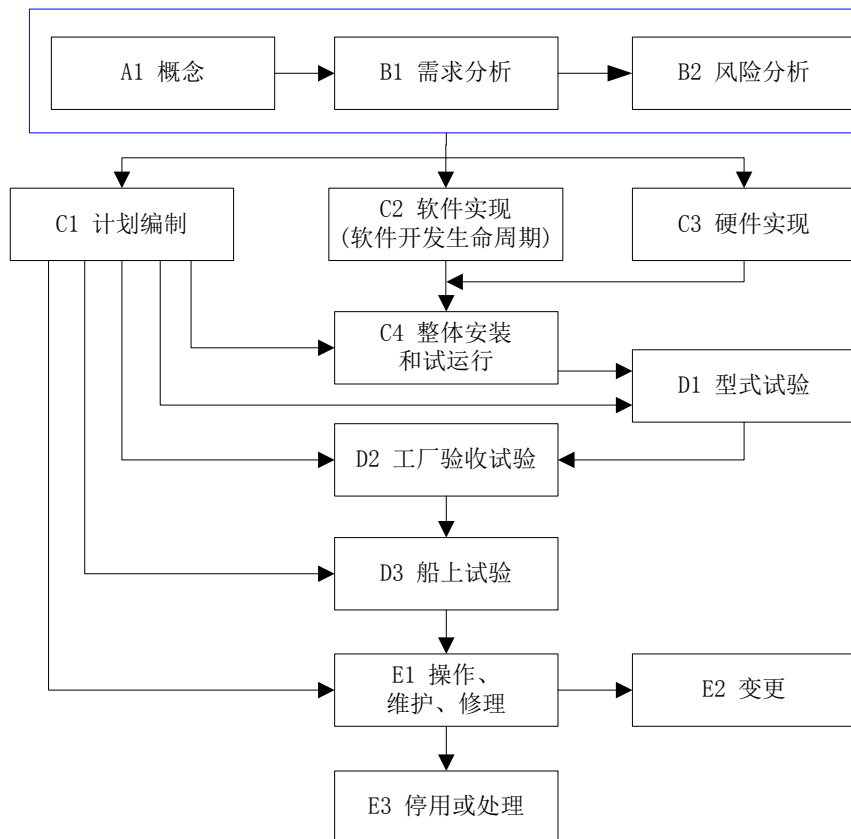 A1 概念
B1 需求分析
B2 风险分析
C1 计划编制
C2 软件实现
(软件开发生命周期)
C3 硬件实现
C4 整体安装
和试运行
D1 型式试验
D2 工厂验收试验
D3 船上试验
E1 操作、
维护、修理
E2 变更
E3 停用或处理